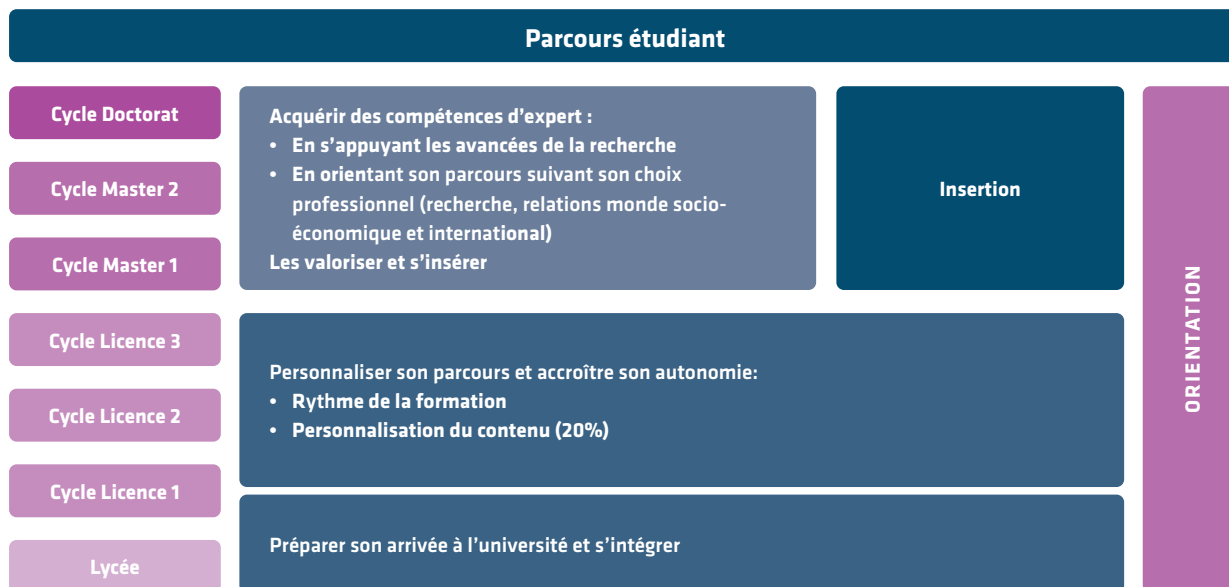 Parcours étudiant
Cycle Doctorat
Cycle Master 2
Cycle Master 1
Cycle Licence 3
Cycle Licence 2
Cycle Licence 1
Lycée
Acquérir des compétences d'expert :
• En s'appuyant les avancées de la recherche
• En orientant son parcours suivant son choix
professionnel (recherche, relations monde socio-
économique et international)
Les valoriser et s'insérer
Insertion
Personnaliser son parcours et accroître son autonomie:
• Rythme de la formation
• Personnalisation du contenu (20%)
Préparer son arrivée à l'université et s'intégrer
ORIENTATION